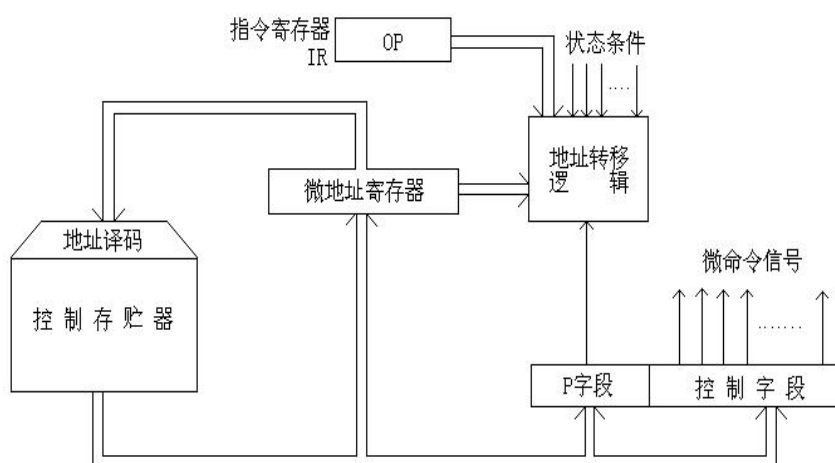 指令寄存器
IR
OP
状态条件
....
地址转移
逻 辑
微地址寄存器
地址译码
控制存贮器
微命令信号
.......
P字段
控制字段